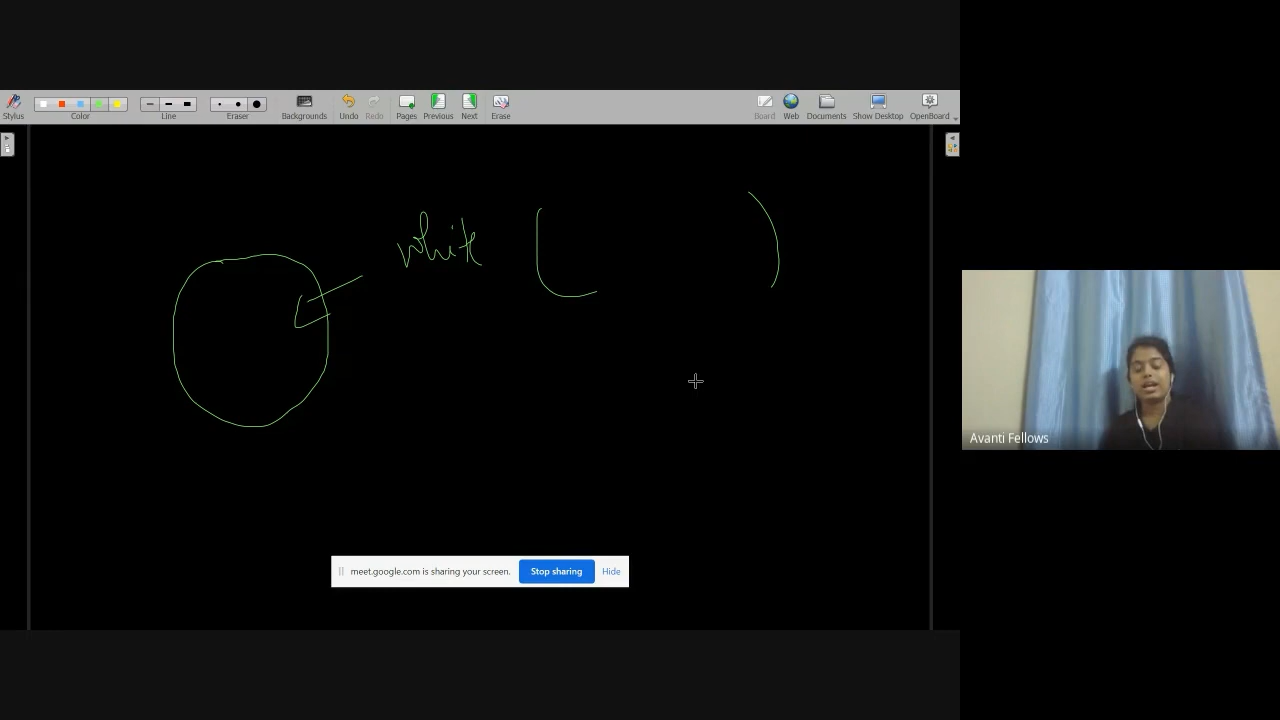 Stylus
Color
Line
Eraser
Backgrounds
Undo
Redo
Pages
Previous
Next
Erase
Board
Web
Documents
Show Desktop
OpenBoard
white ( )
Avanti Fellows
meet.google.com is sharing your screen.
Stop sharing
Hide